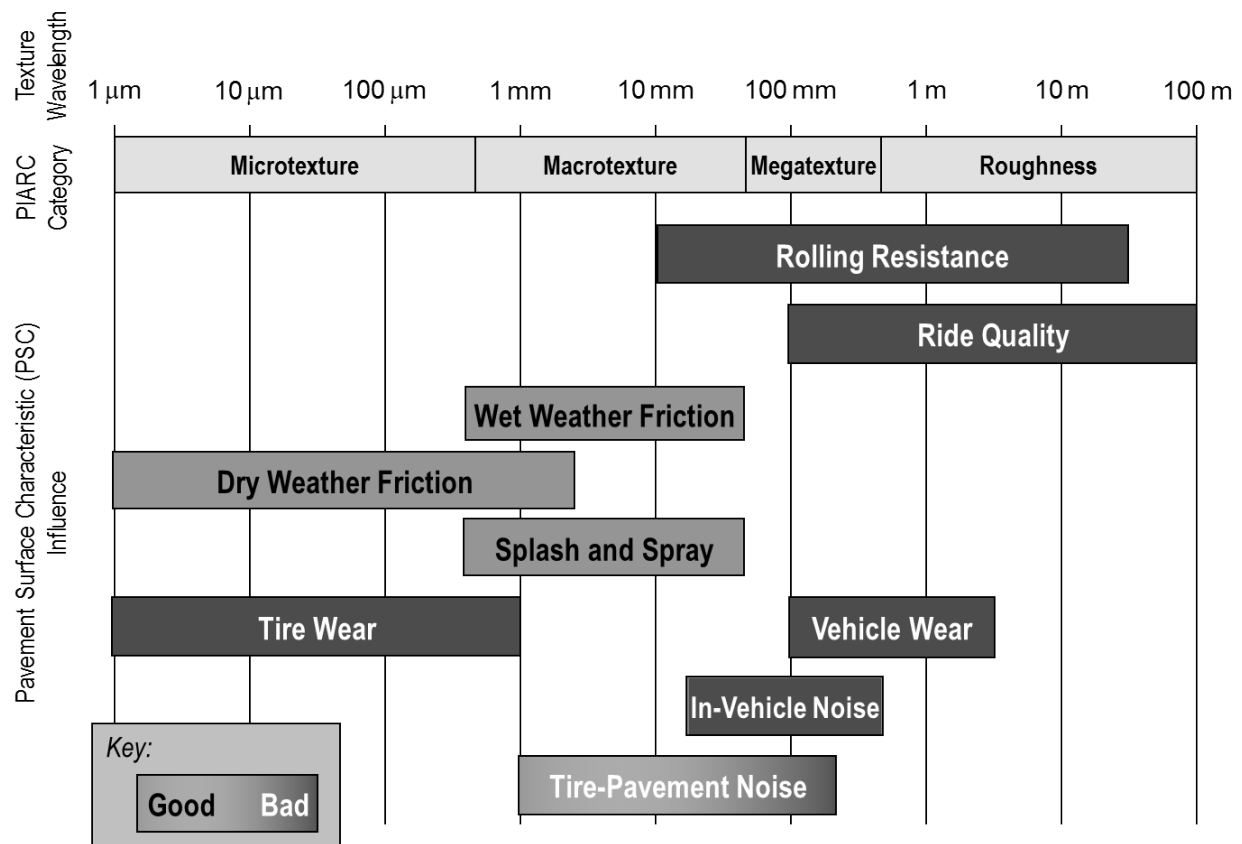 Texture
Wavelength
1 μm 10 μm 100 μm 1 mm 10 mm 100 mm 1 m 10 m 100 m
PIARC
Category
Microtexture Macrotexture Megatexture Roughness
Pavement Surface Characteristic (PSC)
Influence
Rolling Resistance
Ride Quality
Wet Weather Friction
Dry Weather Friction
Splash and Spray
Tire Wear Vehicle Wear
In-Vehicle Noise
Tire-Pavement Noise
Key:
Good Bad